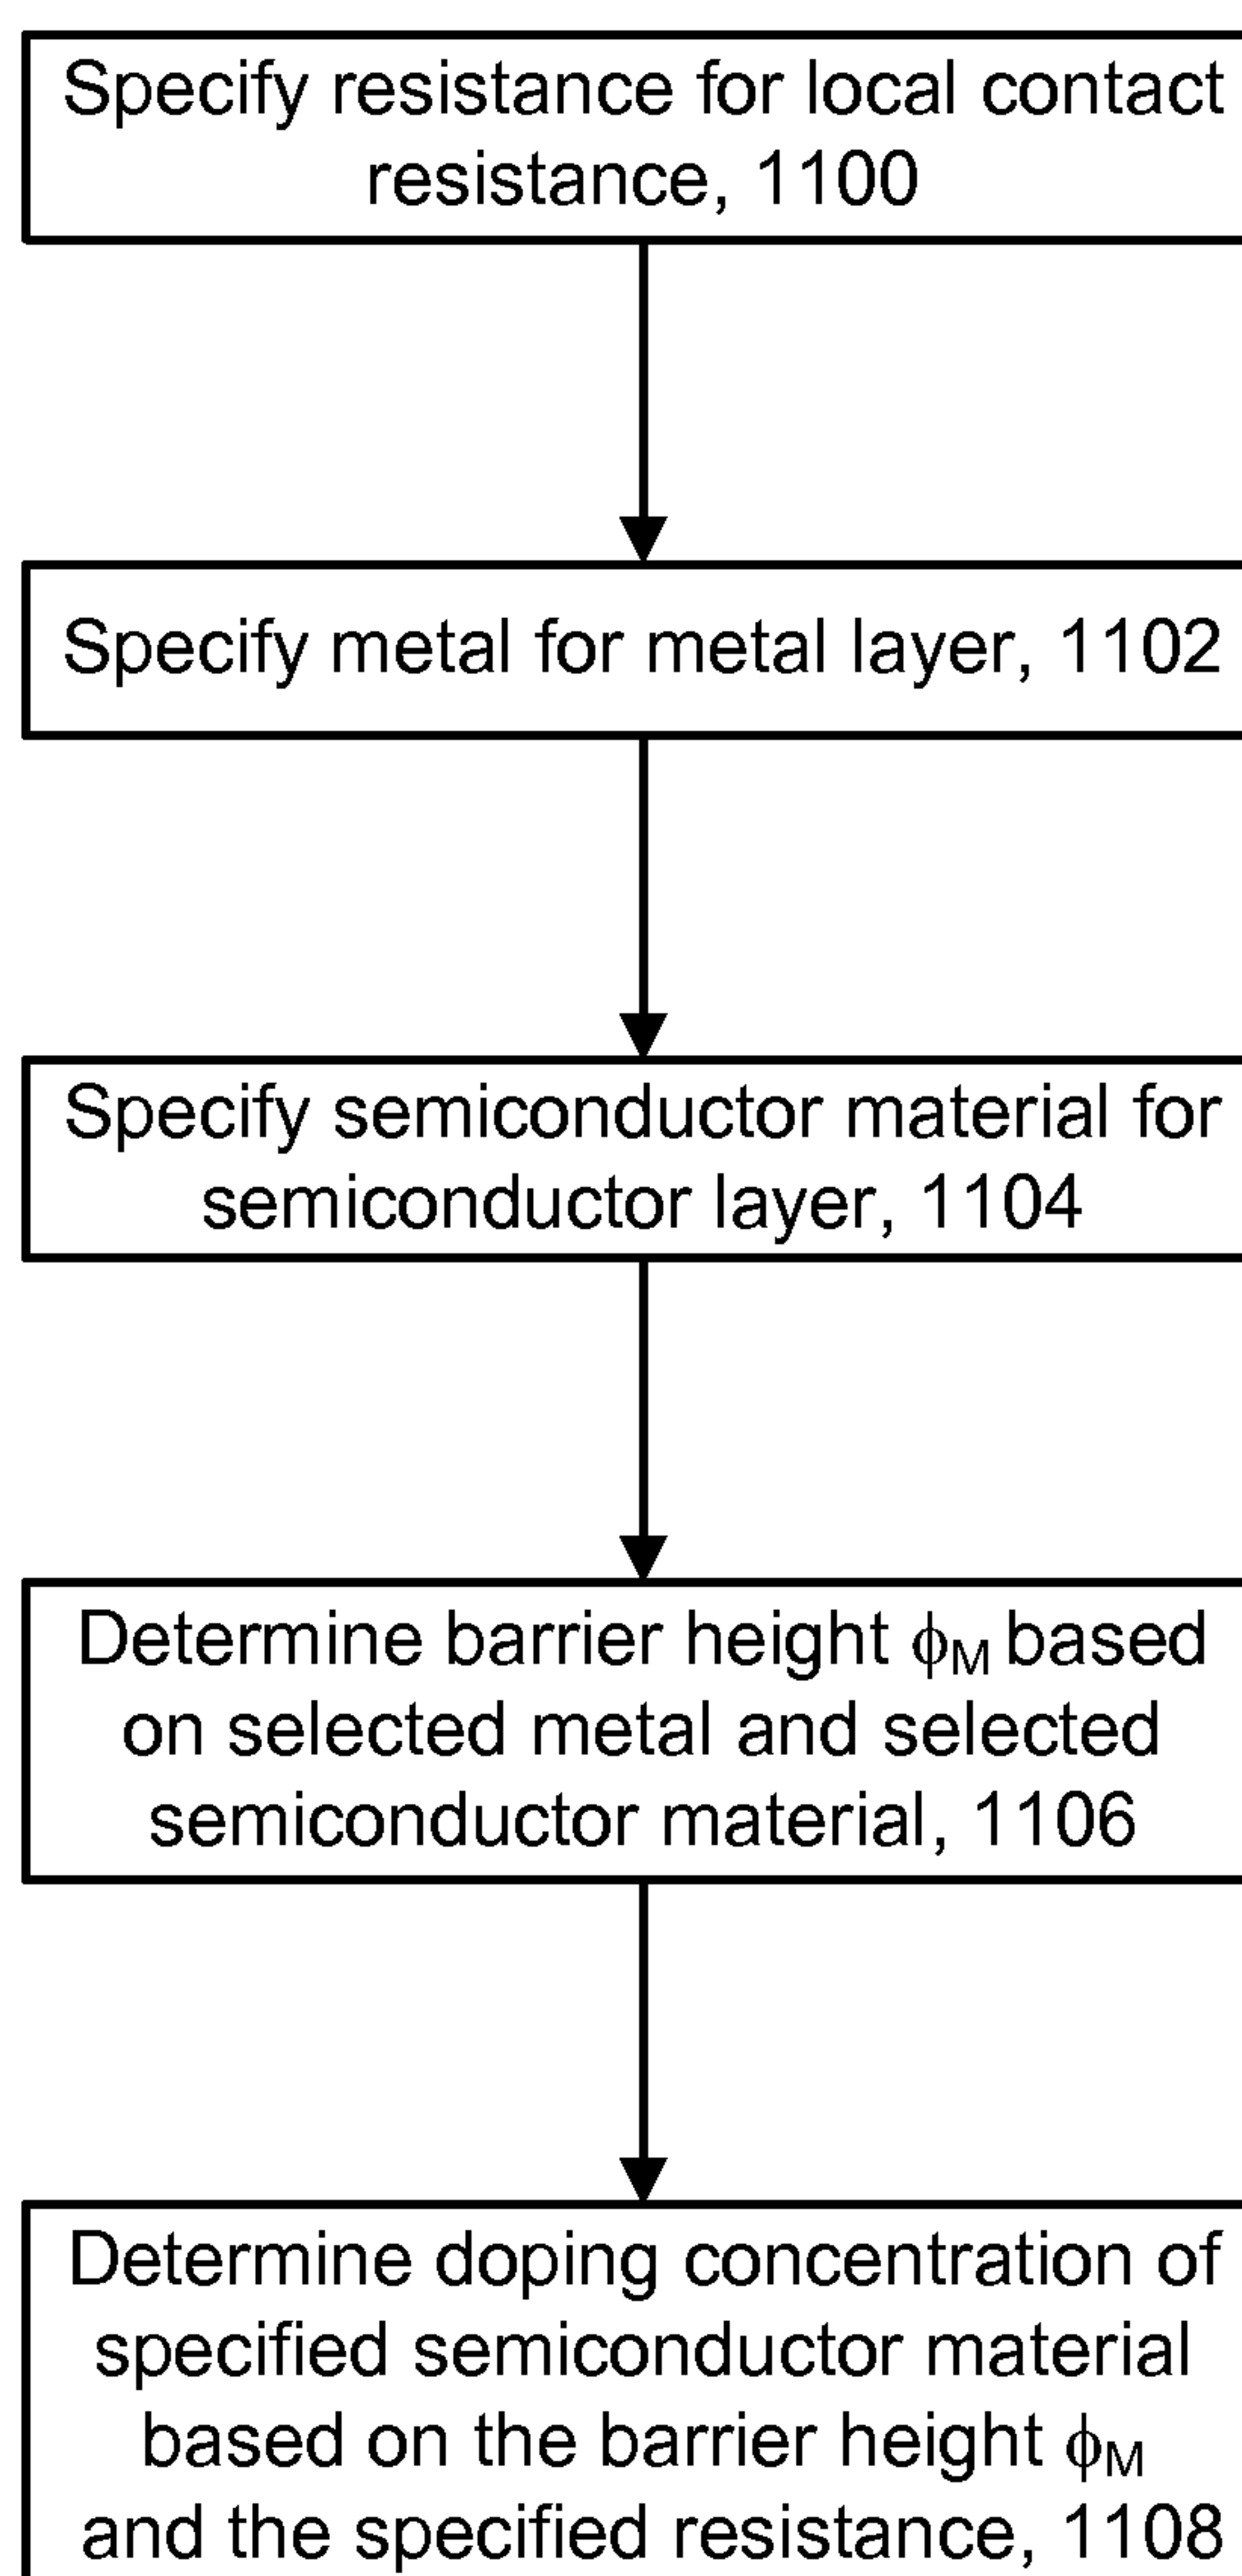 Specify resistance for local contact
resistance, 1100
Specify metal for metal layer, 1102
Specify semiconductor material for
semiconductor layer, 1104
Determine barrier height ϕM based
on selected metal and selected
semiconductor material, 1106
Determine doping concentration of
specified semiconductor material
based on the barrier height ϕM
and the specified resistance, 1108